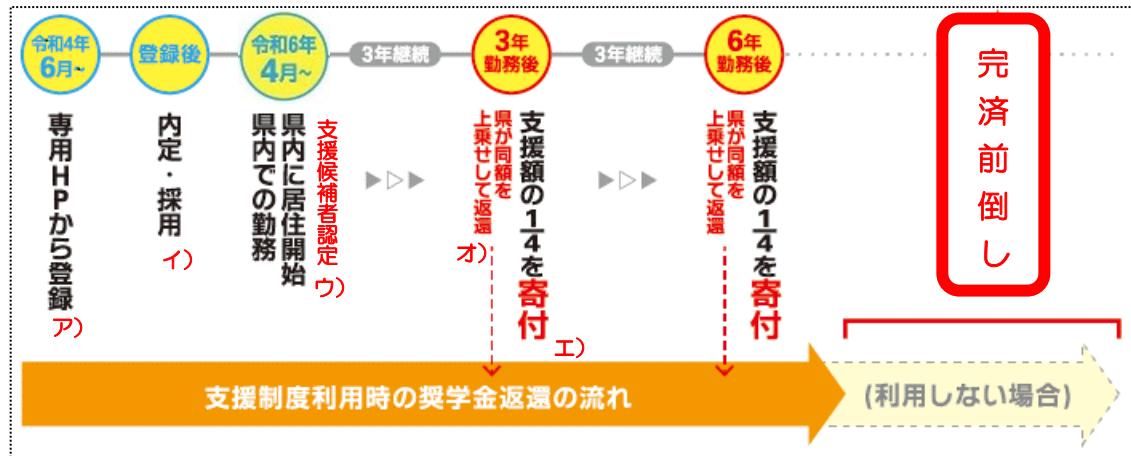 令和4年
6月~
登録後
令和6年
4月~
3年継続
3年
勤務後
3年継続
6年
勤務後
専用HPから登録
ア)
内定・採用
イ)
支援候補者認定
ウ)
県内に居住開始
県内での勤務
支援額の1/4を寄付
エ)
県が同額を
上乗せして返還
オ)
支援額の1/4を寄付
県が同額を
上乗せして返還
完済前倒し
支援制度利用時の奨学金返還の流れ
(利用しない場合)